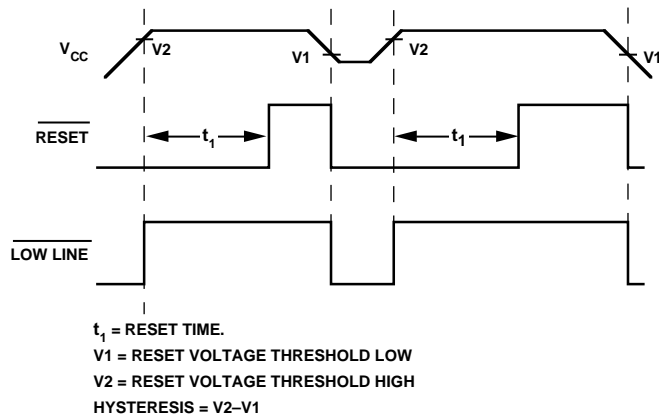 VCC V2 V1 V2 V1
RESET t1 t1
LOW LINE
t1 = RESET TIME.
V1 = RESET VOLTAGE THRESHOLD LOW
V2 = RESET VOLTAGE THRESHOLD HIGH
HYSTERESIS = V2–V1